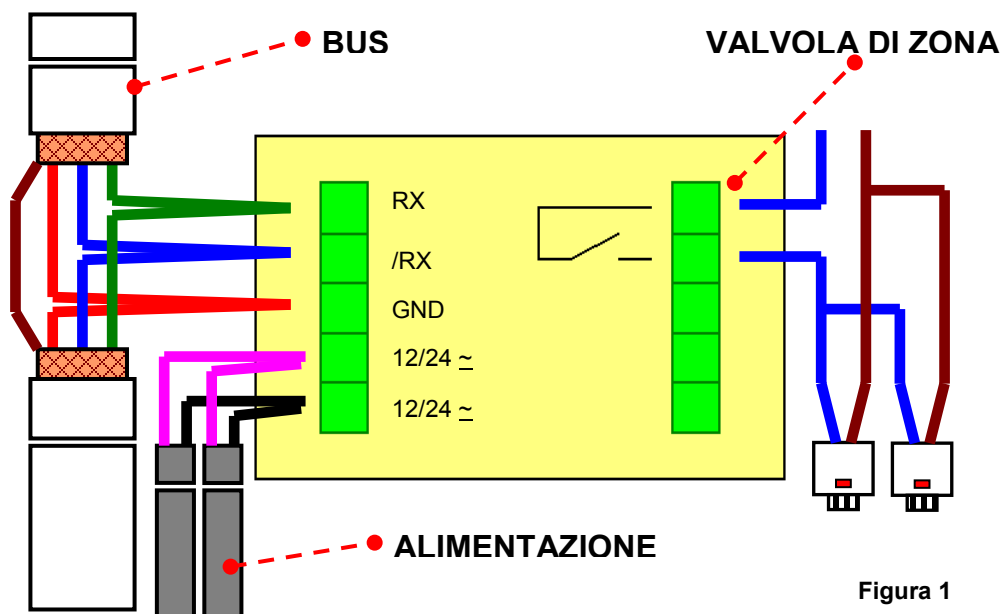 BUS
VALVOLA DI ZONA
RX
/RX
GND
12/24 ≃
12/24 ≃
ALIMENTAZIONE
Figura 1